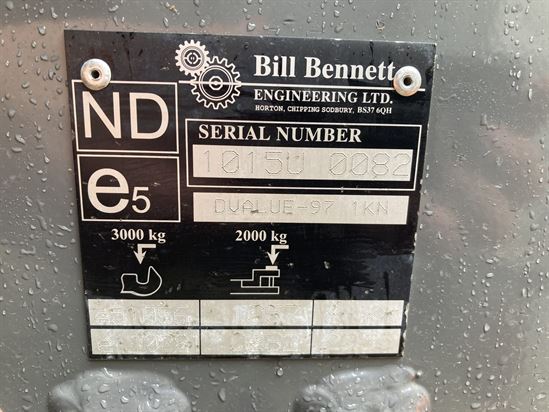 Bill Bennett
ENGINEERING LTD.
HORTON, CHIPPING SODBURY, BS37 6QH
ND
SERIAL NUMBER
1015U 0082
e5
DVALUE-97 1KN
3000 kg
2000 kg